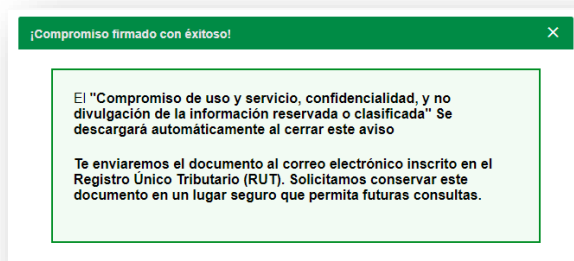 ¡Compromiso firmado con éxitoso!
El "Compromiso de uso y servicio, confidencialidad, y no
divulgación de la información reservada o clasificada" Se
descargará automáticamente al cerrar este aviso
Te enviaremos el documento al correo electrónico inscrito en el
Registro Único Tributario (RUT). Solicitamos conservar este
documento en un lugar seguro que permita futuras consultas.